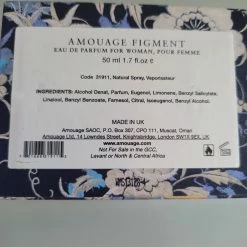 AMOUAGE FIGMENT
EAU DE PARFUM FOR WOMAN, POUR FEMME
50 ml 1.7 fl.oz ℮
Code 31911, Natural Spray, Vaporisateur
INGREDIENTS: Alcohol Denat, Parfum, Eugenol, Limonene, Benzyl Salicylate,
Linalool, Benzyl Benzoate, Farnesol, Citral, Isoeugenol, Benzyl Alcohol.
MADE IN UK
Amouage SAOC, P.O. Box 307, CPO 111, Muscat, Oman
Amouage Ltd, 14 Lowndes Street, Knightsbridge, London SW1X 9EX, UK
www.amouage.com
Not For Sale in the GCC,
Levant or North & Central Africa